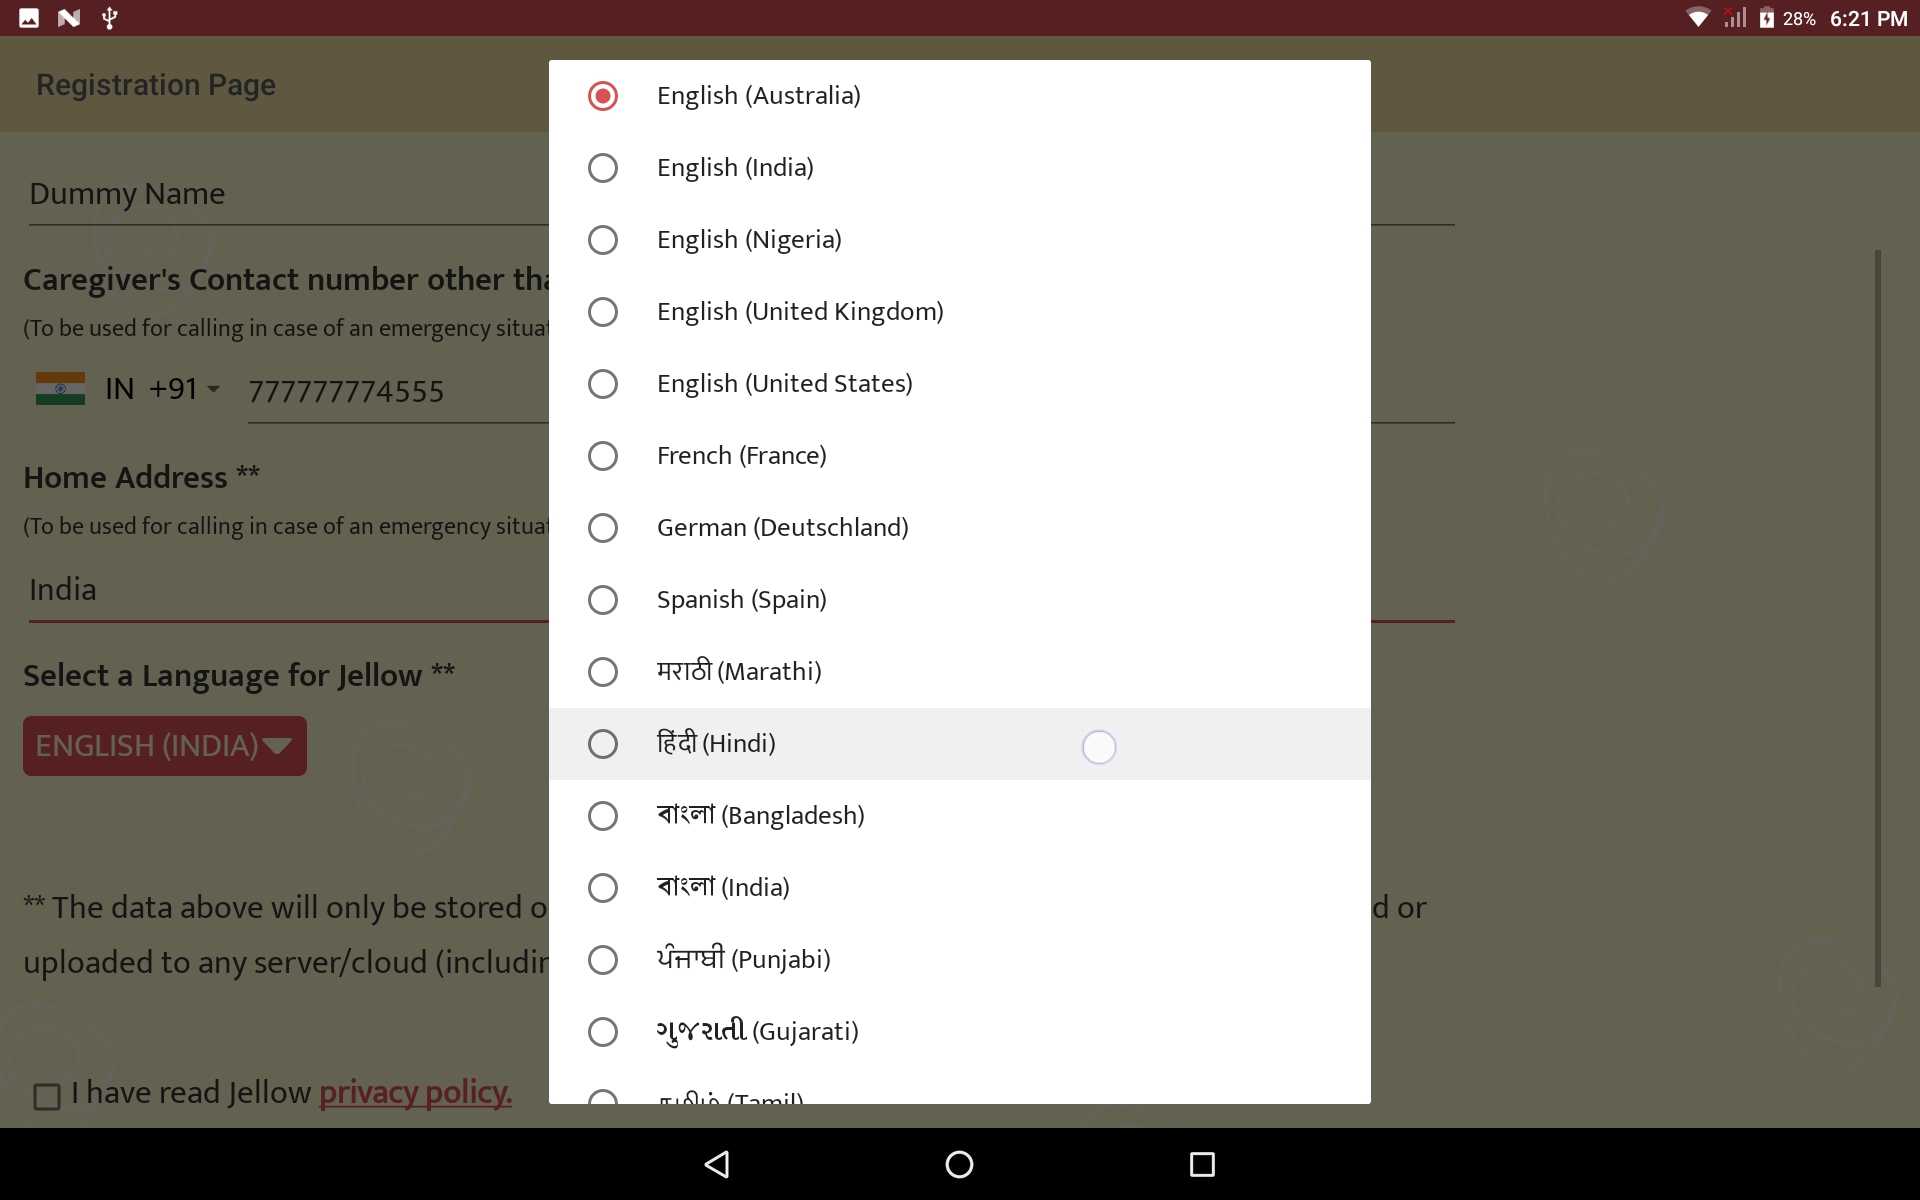 28% 6:21 PM
Registration Page
Dummy Name
Caregiver's Contact number other tha
(To be used for calling in case of an emergency situat
IN +91 777777774555
Home Address **
(To be used for calling in case of an emergency situat
India
Select a Language for Jellow **
ENGLISH (INDIA)
** The data above will only be stored o
d or
uploaded to any server/cloud (includin
I have read Jellow privacy policy.
English (Australia)
English (India)
English (Nigeria)
English (United Kingdom)
English (United States)
French (France)
German (Deutschland)
Spanish (Spain)
मराठी (Marathi)
हिंदी (Hindi)
বাংলা (Bangladesh)
বাংলা (India)
ਪੰਜਾਬੀ (Punjabi)
ગુજરાતી (Gujarati)
தமிழ் (Tamil)